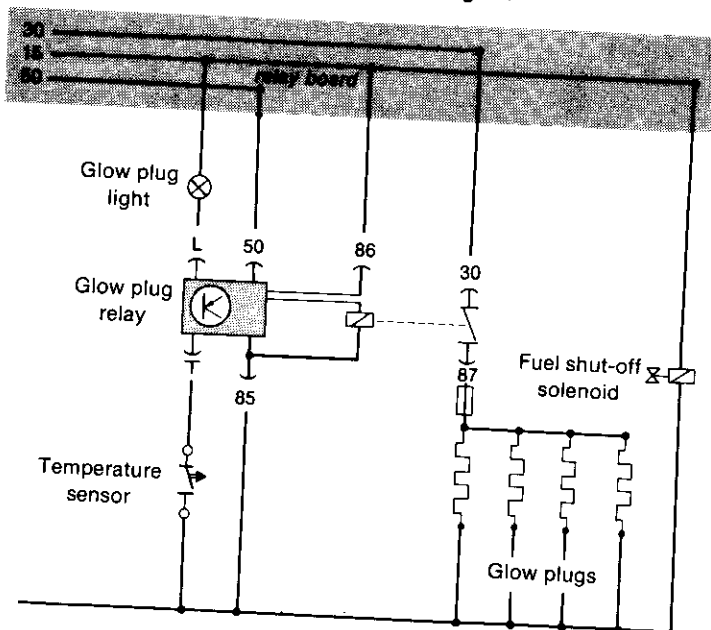 30
15
50
relay board
Glow plug
light
L
50
86
30
Glow plug
relay
T
85
87
Fuel shut-off
solenoid
Temperature
sensor
Glow plugs